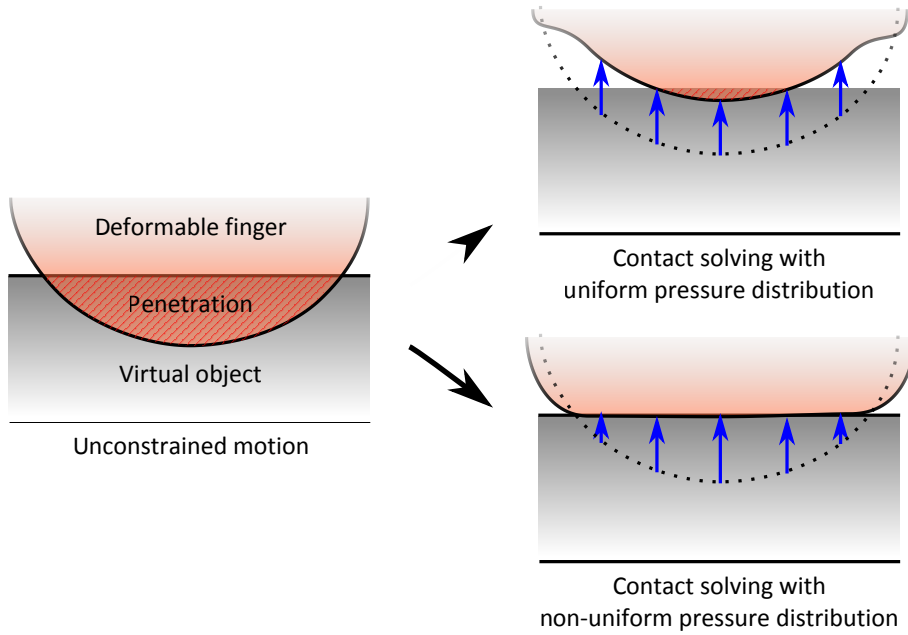 Deformable finger
Penetration
Virtual object
Unconstrained motion
Contact solving with
uniform pressure distribution
Contact solving with
non-uniform pressure distribution